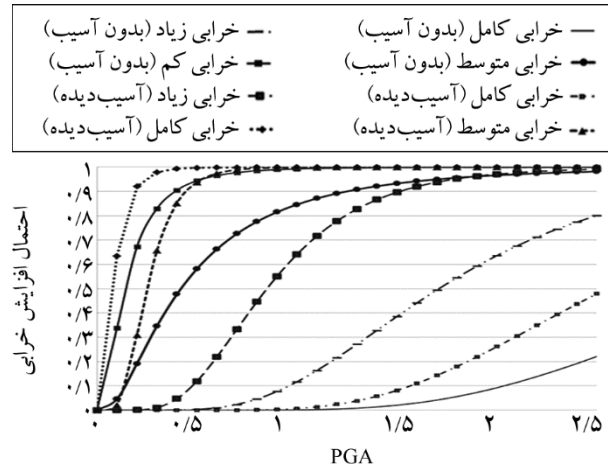 خرابی کامل (بدون آسیب)
خرابی زیاد (بدون آسیب)
خرابی متوسط (بدون آسیب)
خرابی کم (بدون آسیب)
خرابی کامل (آسیب‌دیده)
خرابی زیاد (آسیب‌دیده)
خرابی متوسط (آسیب‌دیده)
خرابی کامل (آسیب‌دیده)
احتمال افزایش خرابی
۱
۰/۹
۰/۸
۰/۷
۰/۶
۰/۵
۰/۴
۰/۳
۰/۲
۰/۱
۰
۰ ۰/۵ ۱ ۱/۵ ۲ ۲/۵
PGA